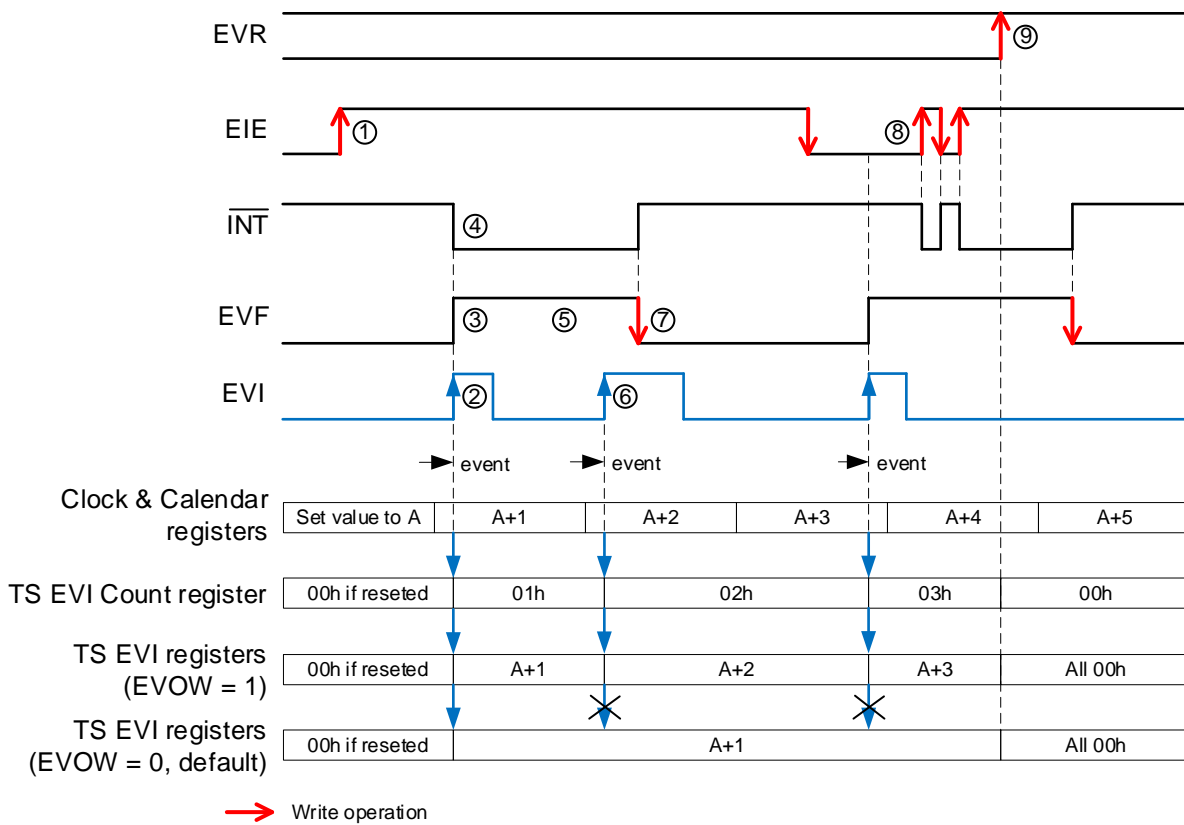 EVR
⑨
EIE
①
⑧
INT
④
EVF
③
⑤
⑦
EVI
②
⑥
event
event
event
Clock & Calendar
registers
Set value to A
A+1
A+2
A+3
A+4
A+5
TS EVI Count register
00h if reseted
01h
02h
03h
00h
TS EVI registers
(EVOW = 1)
00h if reseted
A+1
A+2
A+3
All 00h
TS EVI registers
(EVOW = 0, default)
00h if reseted
A+1
All 00h
Write operation